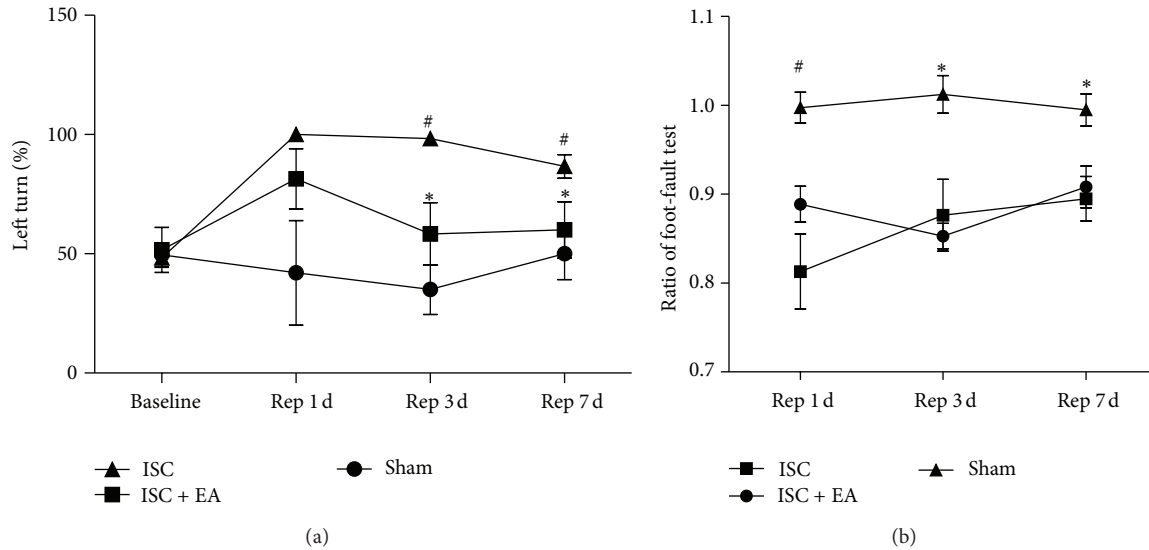 150
100
50
0
Left turn (%)
#
#
*
*
Baseline
Rep 1 d
Rep 3 d
Rep 7 d
ISC
ISC + EA
Sham
(a)
1.1
1.0
0.9
0.8
0.7
Ratio of foot-fault test
#
*
*
Rep 1 d
Rep 3 d
Rep 7 d
ISC
ISC + EA
Sham
(b)